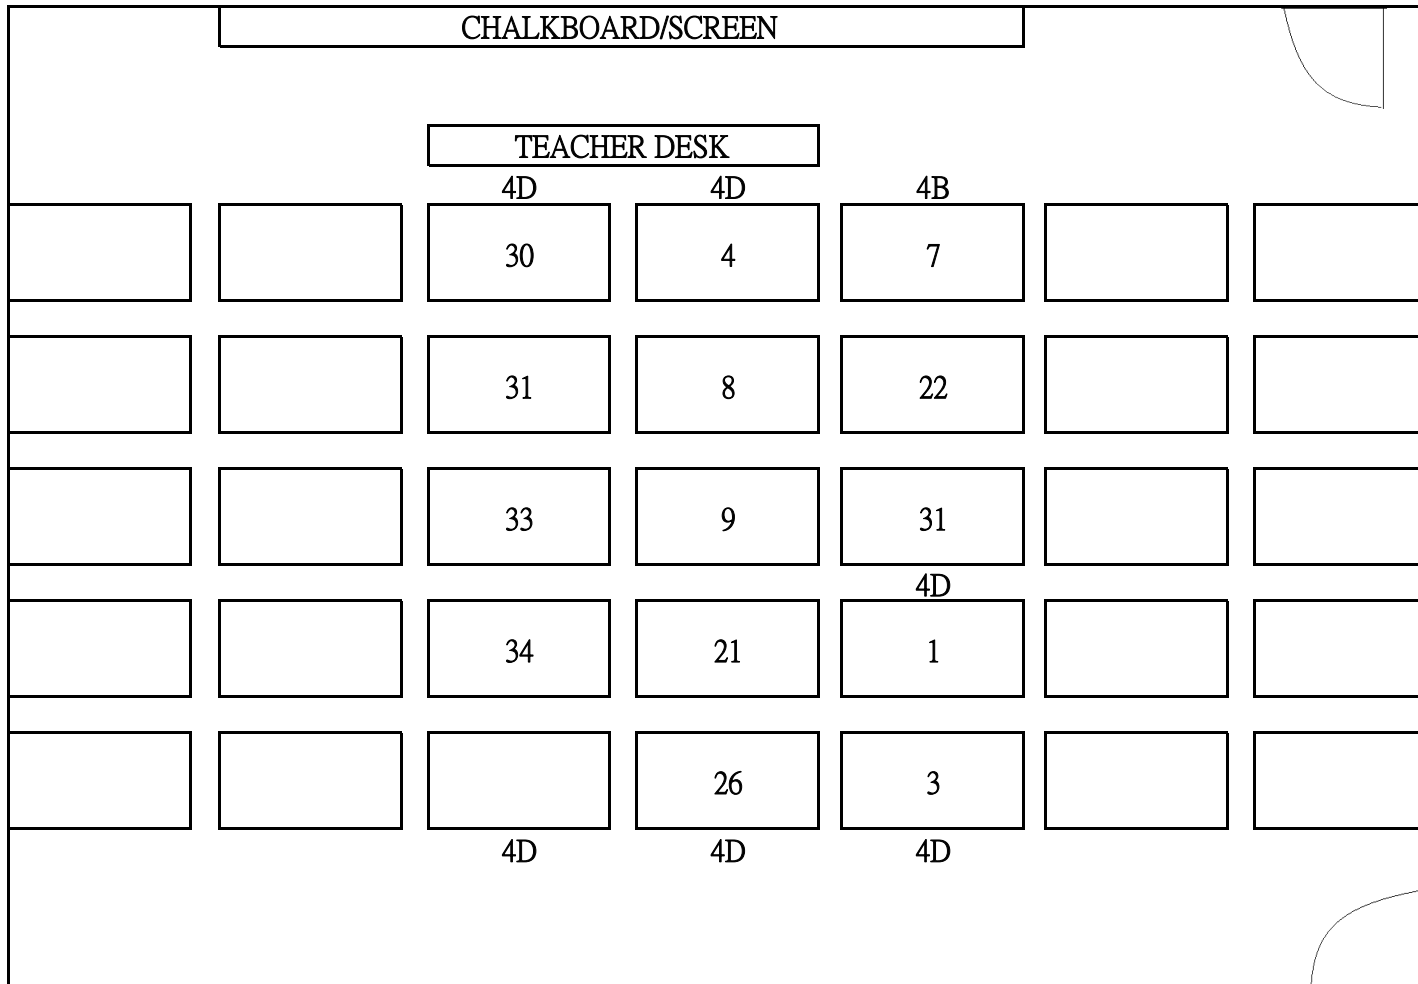 CHALKBOARD/SCREEN
TEACHER DESK
4D 4D 4B
30 4 7
31 8 22
33 9 31
4D
34 21 1
26 3
4D 4D 4D